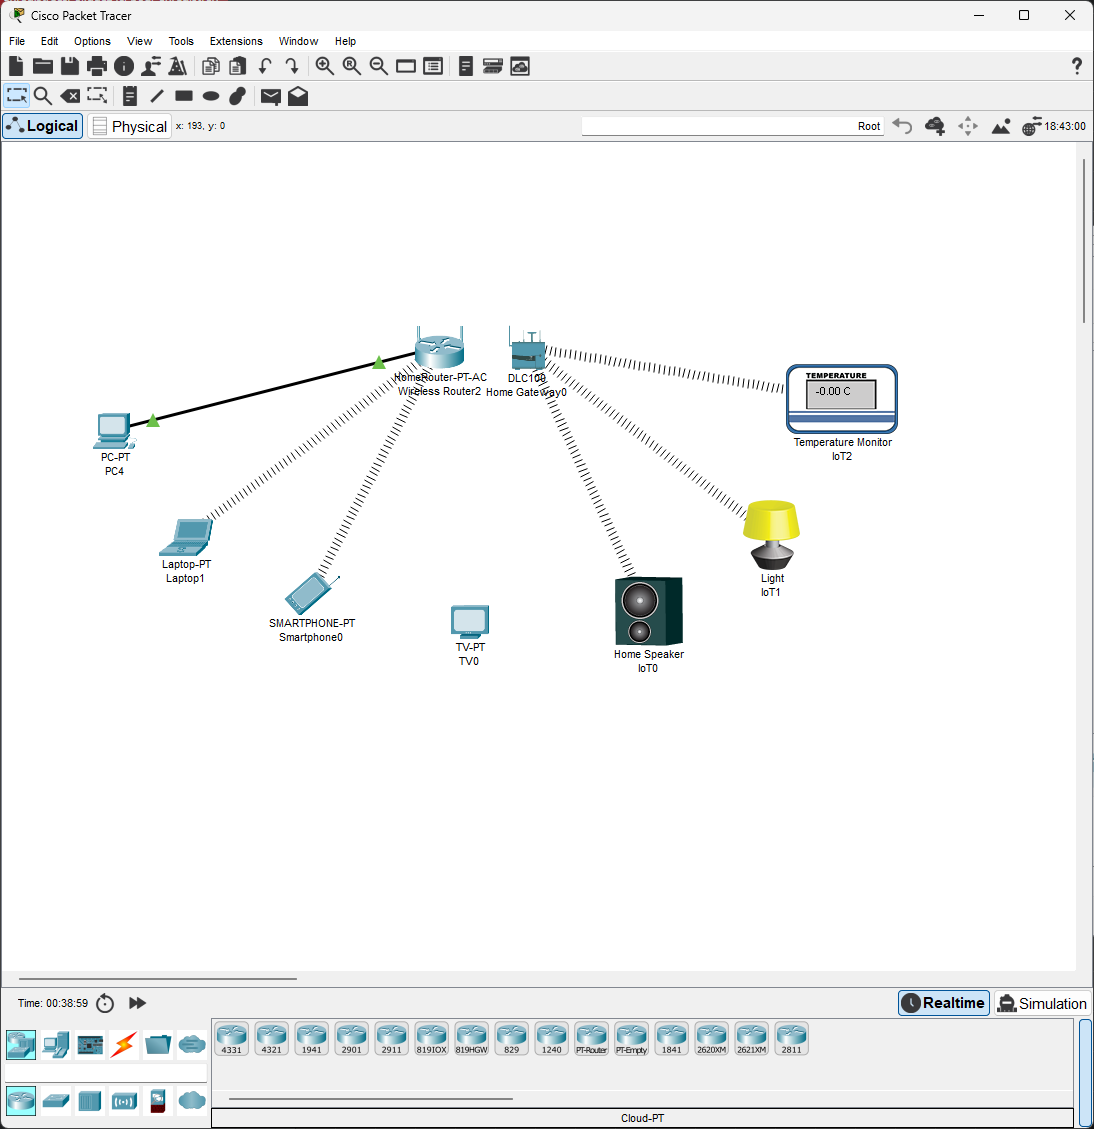 Cisco Packet Tracer
File Edit Options View Tools Extensions Window Help
?
Logical Physical x: 193, y: 0 Root 18:43:00
HomeRouter-PT-AC
Wireless Router2
DLC100
Home Gateway0
TEMPERATURE
-0.00 C
Temperature Monitor
IoT2
PC-PT
PC4
Laptop-PT
Laptop1
SMARTPHONE-PT
Smartphone0
TV-PT
TV0
Home Speaker
IoT0
Light
IoT1
Time: 00:38:59 Realtime Simulation
4331 4321 1941 2901 2911 819IOX 819HGW 829 1240 PT-Router PT-Empty 1841 2620XM 2621XM 2811
Cloud-PT